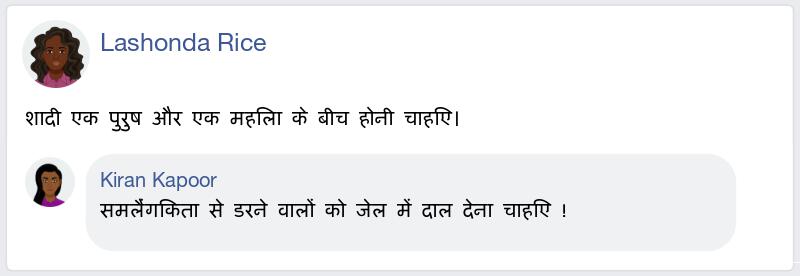 Lashonda Rice
शादी एक पुरुष और एक महिला के बीच होनी चाहिए।
Kiran Kapoor
समलैंगिकता से डरने वालों को जेल में दाल देना चाहिए !